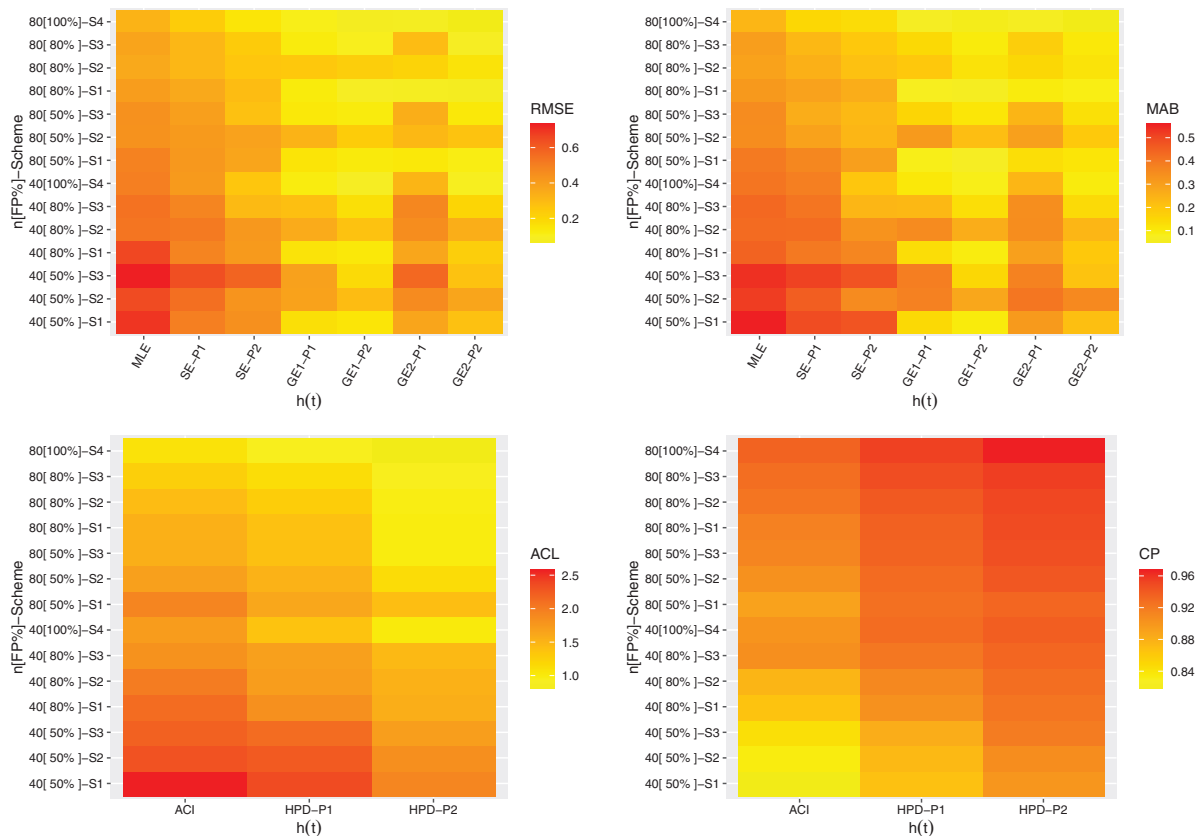 n[FP%]−Scheme
80[100%]−S4
80[ 80% ]−S3
80[ 80% ]−S2
80[ 80% ]−S1
80[ 50% ]−S3
80[ 50% ]−S2
80[ 50% ]−S1
40[100%]−S4
40[ 80% ]−S3
40[ 80% ]−S2
40[ 80% ]−S1
40[ 50% ]−S3
40[ 50% ]−S2
40[ 50% ]−S1
MLE
SE−P1
SE−P2
GE1−P1
GE1−P2
GE2−P1
GE2−P2
h(t)
RMSE
0.6
0.4
0.2
n[FP%]−Scheme
80[100%]−S4
80[ 80% ]−S3
80[ 80% ]−S2
80[ 80% ]−S1
80[ 50% ]−S3
80[ 50% ]−S2
80[ 50% ]−S1
40[100%]−S4
40[ 80% ]−S3
40[ 80% ]−S2
40[ 80% ]−S1
40[ 50% ]−S3
40[ 50% ]−S2
40[ 50% ]−S1
MLE
SE−P1
SE−P2
GE1−P1
GE1−P2
GE2−P1
GE2−P2
h(t)
MAB
0.5
0.4
0.3
0.2
0.1
n[FP%]−Scheme
80[100%]−S4
80[ 80% ]−S3
80[ 80% ]−S2
80[ 80% ]−S1
80[ 50% ]−S3
80[ 50% ]−S2
80[ 50% ]−S1
40[100%]−S4
40[ 80% ]−S3
40[ 80% ]−S2
40[ 80% ]−S1
40[ 50% ]−S3
40[ 50% ]−S2
40[ 50% ]−S1
ACI
HPD−P1
HPD−P2
h(t)
ACL
2.5
2.0
1.5
1.0
n[FP%]−Scheme
80[100%]−S4
80[ 80% ]−S3
80[ 80% ]−S2
80[ 80% ]−S1
80[ 50% ]−S3
80[ 50% ]−S2
80[ 50% ]−S1
40[100%]−S4
40[ 80% ]−S3
40[ 80% ]−S2
40[ 80% ]−S1
40[ 50% ]−S3
40[ 50% ]−S2
40[ 50% ]−S1
ACI
HPD−P1
HPD−P2
h(t)
CP
0.96
0.92
0.88
0.84